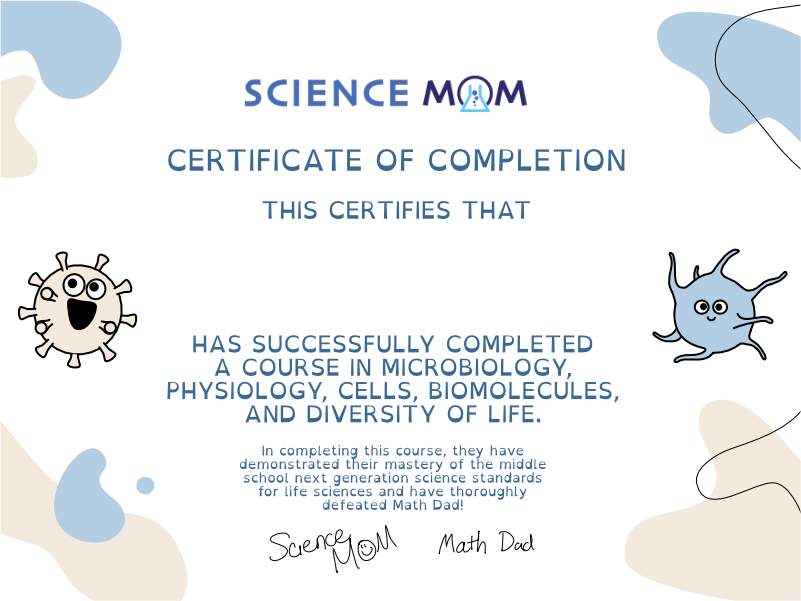 SCIENCE MOM
CERTIFICATE OF COMPLETION
THIS CERTIFIES THAT
HAS SUCCESSFULLY COMPLETED
A COURSE IN MICROBIOLOGY,
PHYSIOLOGY, CELLS, BIOMOLECULES,
AND DIVERSITY OF LIFE.
In completing this course, they have
demonstrated their mastery of the middle
school next generation science standards
for life sciences and have thoroughly
defeated Math Dad!
Science MOM Math Dad